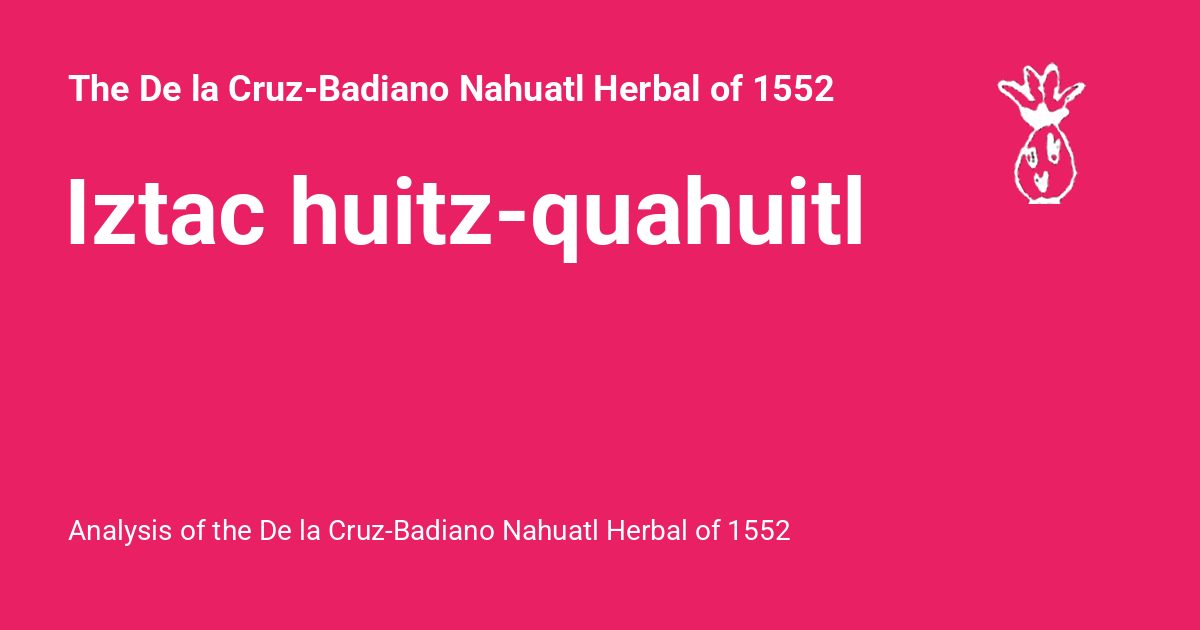 The De la Cruz-Badiano Nahuatl Herbal of 1552
Iztac huitz-quahuitl
Analysis of the De la Cruz-Badiano Nahuatl Herbal of 1552